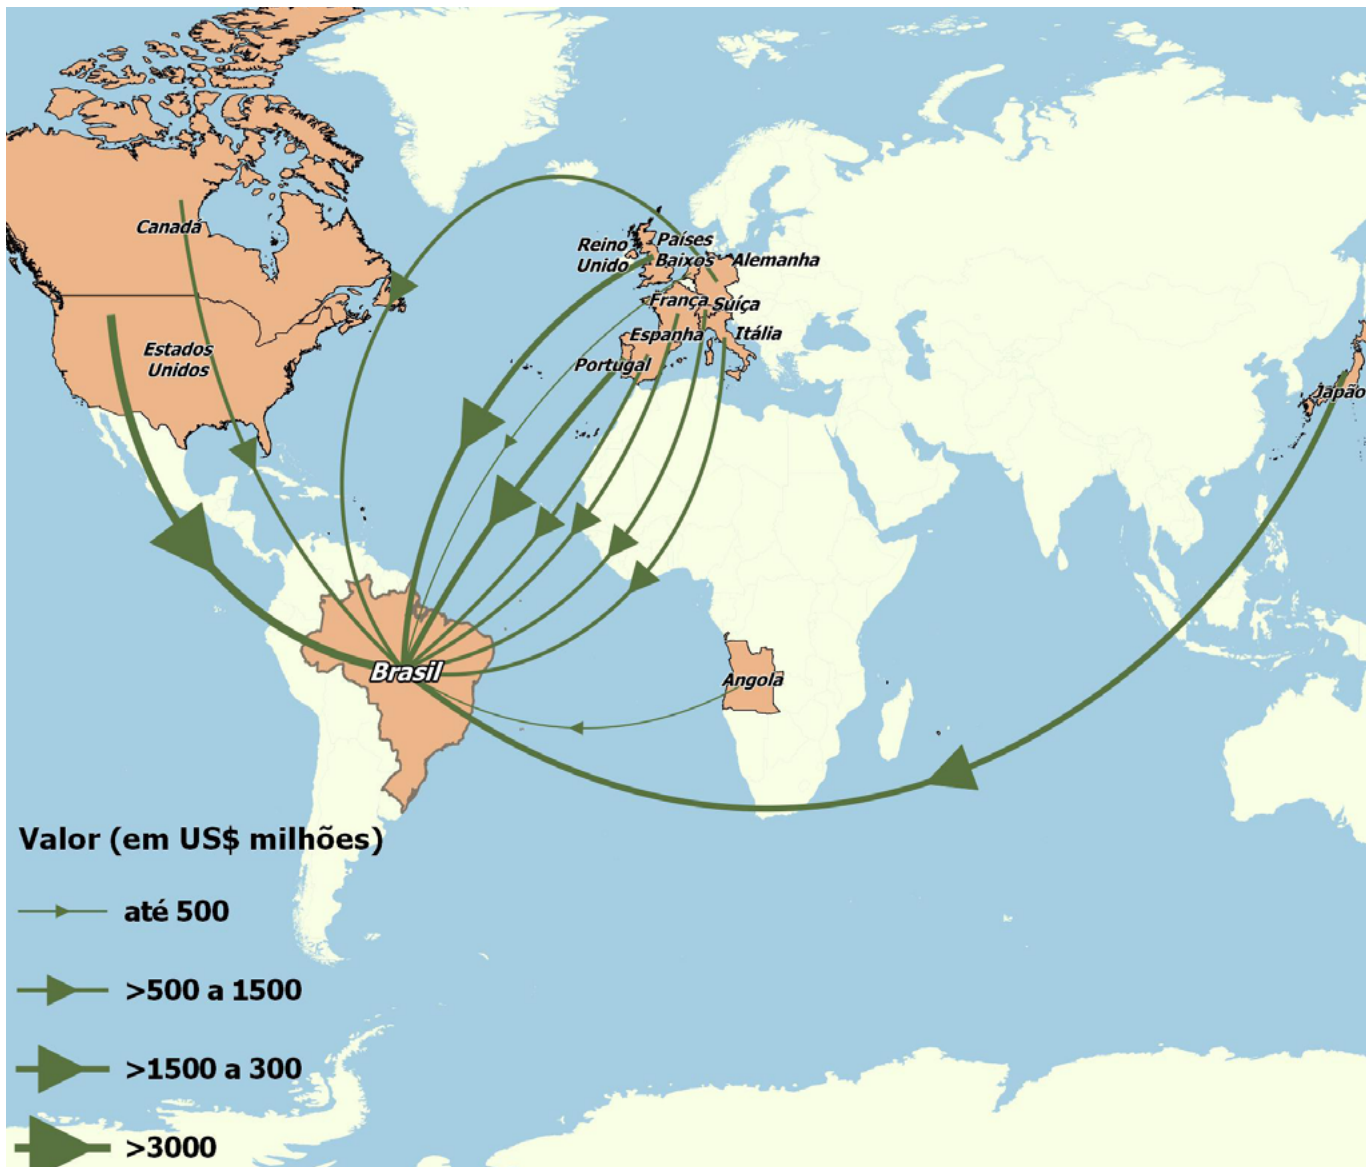 Canadá
Estados
Unidos
Reino
Unido
Países
Baixos
Alemanha
França
Suíça
Espanha
Itália
Portugal
Japão
Brasil
Angola
Valor (em US$ milhões)
até 500
>500 a 1500
>1500 a 300
>3000